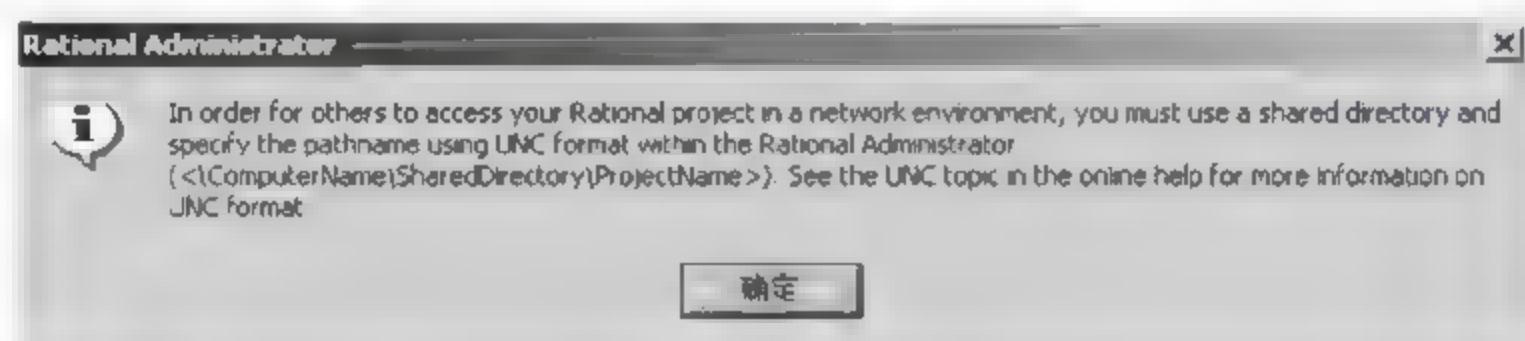 Rational Administrator
In order for others to access your Rational project in a network environment, you must use a shared directory and
specify the pathname using UNC format within the Rational Administrator
(<\\ComputerName\SharedDirectory\ProjectName>). See the UNC topic in the online help for more information on
UNC format
确定